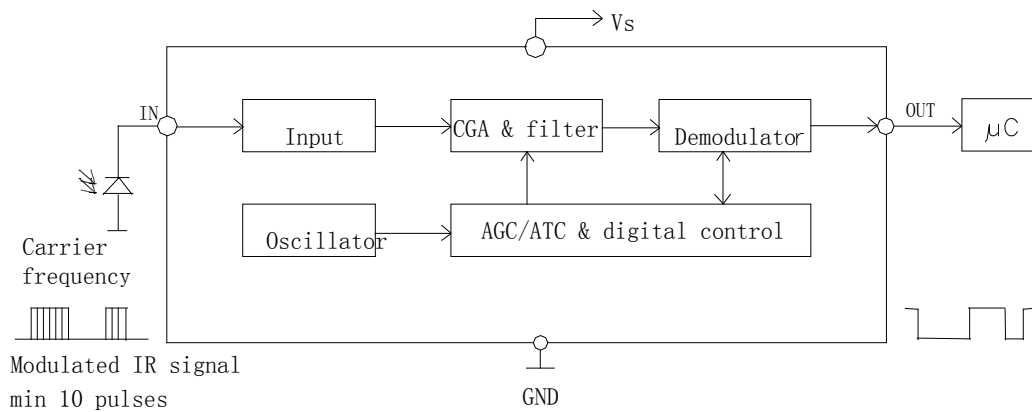 Vs
IN
Input
CGA & filter
Demodulator
OUT
μC
Oscillator
AGC/ATC & digital control
Carrier
frequency
Modulated IR signal
min 10 pulses
GND